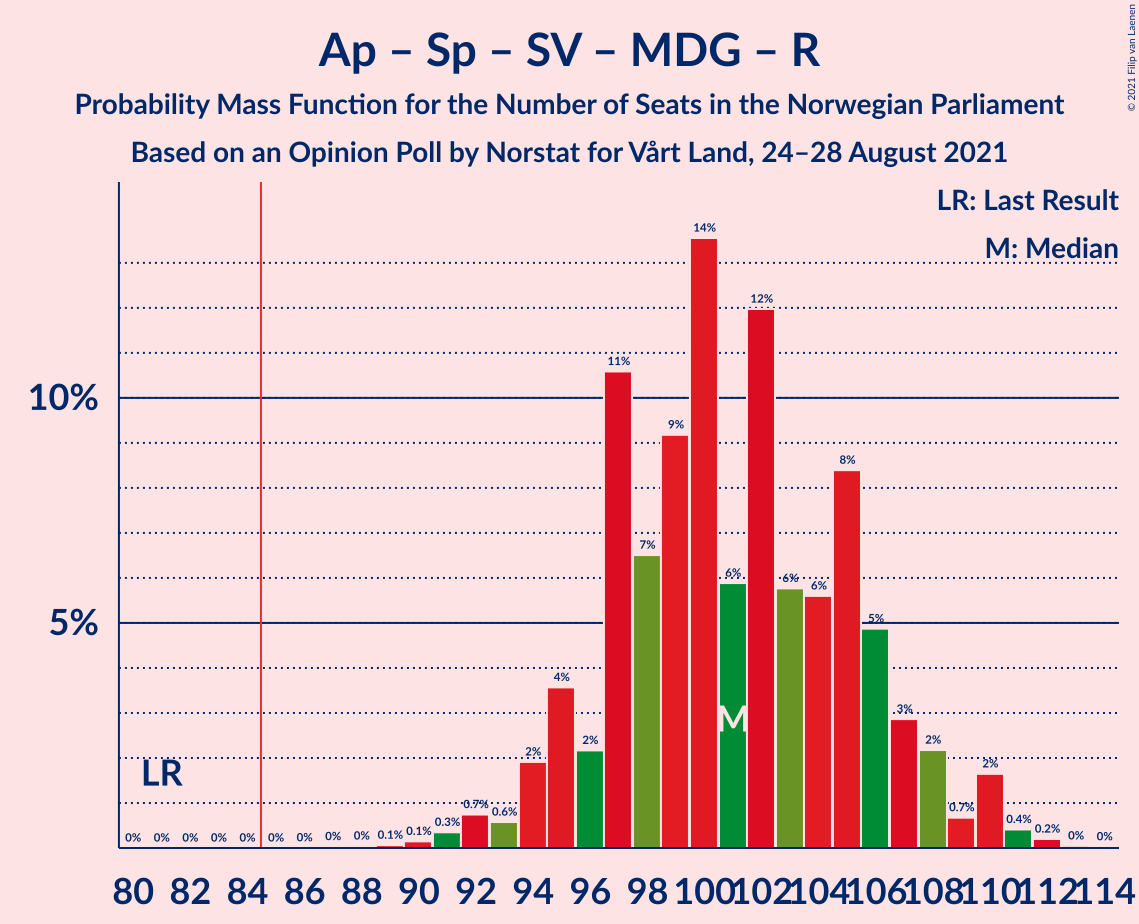 Ap – Sp – SV – MDG – R
Probability Mass Function for the Number of Seats in the Norwegian Parliament
Based on an Opinion Poll by Norstat for Vårt Land, 24–28 August 2021
© 2021 Filip van Laenen
LR: Last Result
M: Median
10%
5%
LR
M
0% 0% 0% 0% 0% 0% 0% 0% 0% 0.1% 0.1% 0.3% 0.7% 0.6% 2% 4% 2% 11% 7% 9% 14% 6% 12% 6% 6% 8% 5% 3% 2% 0.7% 2% 0.4% 0.2% 0% 0%
80 82 84 86 88 90 92 94 96 98 100 102 104 106 108 110 112 114